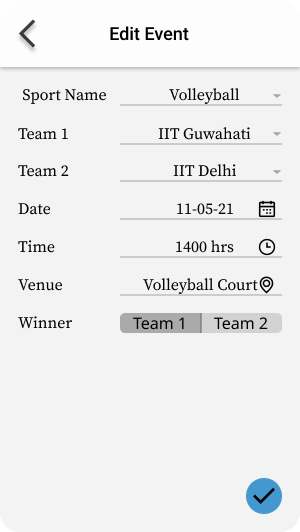 Edit Event
Sport Name Volleyball
Team 1 IIT Guwahati
Team 2 IIT Delhi
Date 11-05-21
Time 1400 hrs
Venue Volleyball Court
Winner Team 1 Team 2